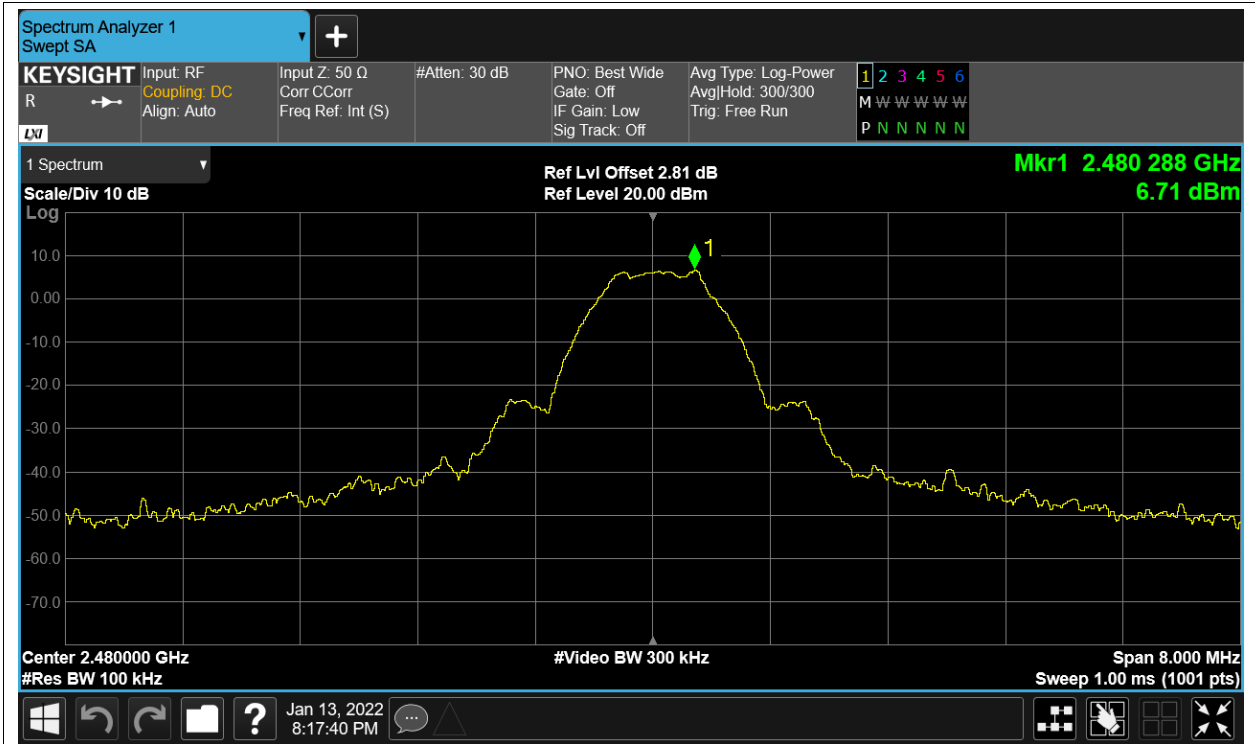 Spectrum Analyzer 1
Swept SA
+
KEYSIGHT
R
LXI
Input: RF
Coupling: DC
Align: Auto
Input Z: 50 Ω
Corr CCorr
Freq Ref: Int (S)
#Atten: 30 dB
PNO: Best Wide
Gate: Off
IF Gain: Low
Sig Track: Off
Avg Type: Log-Power
Avg|Hold: 300/300
Trig: Free Run
1 2 3 4 5 6
M W W W W W
P N N N N N
1 Spectrum
Scale/Div 10 dB
Log
Ref Lvl Offset 2.81 dB
Ref Level 20.00 dBm
Mkr1 2.480 288 GHz
6.71 dBm
1
10.0
0.00
-10.0
-20.0
-30.0
-40.0
-50.0
-60.0
-70.0
Center 2.480000 GHz
#Res BW 100 kHz
#Video BW 300 kHz
Span 8.000 MHz
Sweep 1.00 ms (1001 pts)
?
Jan 13, 2022
8:17:40 PM